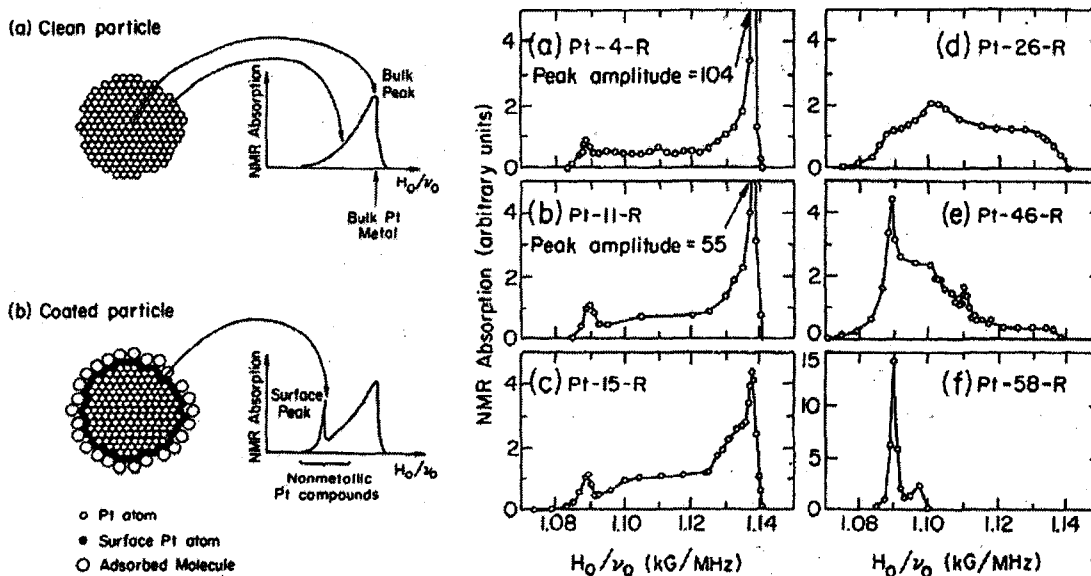 (a) Clean particle
NMR Absorption
Bulk
Peak
H₀/ν₀
Bulk Pt
Metal
(b) Coated particle
NMR Absorption
Surface
Peak
H₀/ν₀
Nonmetallic
Pt compounds
Pt atom
Surface Pt atom
Adsorbed Molecule
NMR Absorption (arbitrary units)
(a) Pt-4-R
Peak amplitude = 104
4
2
0
(b) Pt-11-R
Peak amplitude = 55
4
2
0
(c) Pt-15-R
4
2
0
1.08 1.10 1.12 1.14
H₀/ν₀ (kG/MHz)
(d) Pt-26-R
4
2
0
(e) Pt-46-R
4
2
0
(f) Pt-58-R
15
10
5
0
1.08 1.10 1.12 1.14
H₀/ν₀ (kG/MHz)